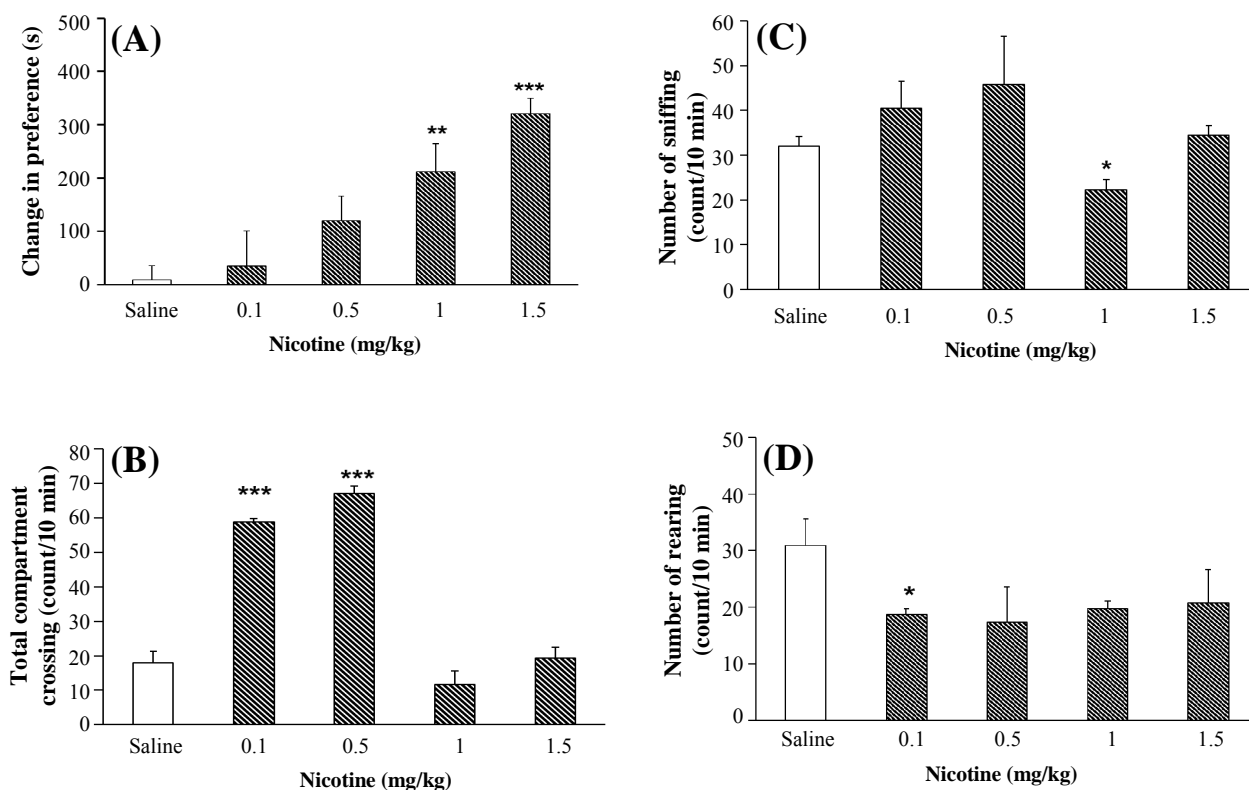 (A)
Change in preference (s)
500
400
300
200
100
0
**
***
Saline 0.1 0.5 1 1.5
Nicotine (mg/kg)
(B)
Total compartment
crossing (count/10 min)
80
70
60
50
40
30
20
10
0
***
***
Saline 0.1 0.5 1 1.5
Nicotine (mg/kg)
(C)
Number of sniffing
(count/10 min)
60
50
40
30
20
10
0
*
Saline 0.1 0.5 1 1.5
Nicotine (mg/kg)
(D)
Number of rearing
(count/10 min)
50
40
30
20
10
0
*
Saline 0.1 0.5 1 1.5
Nicotine (mg/kg)